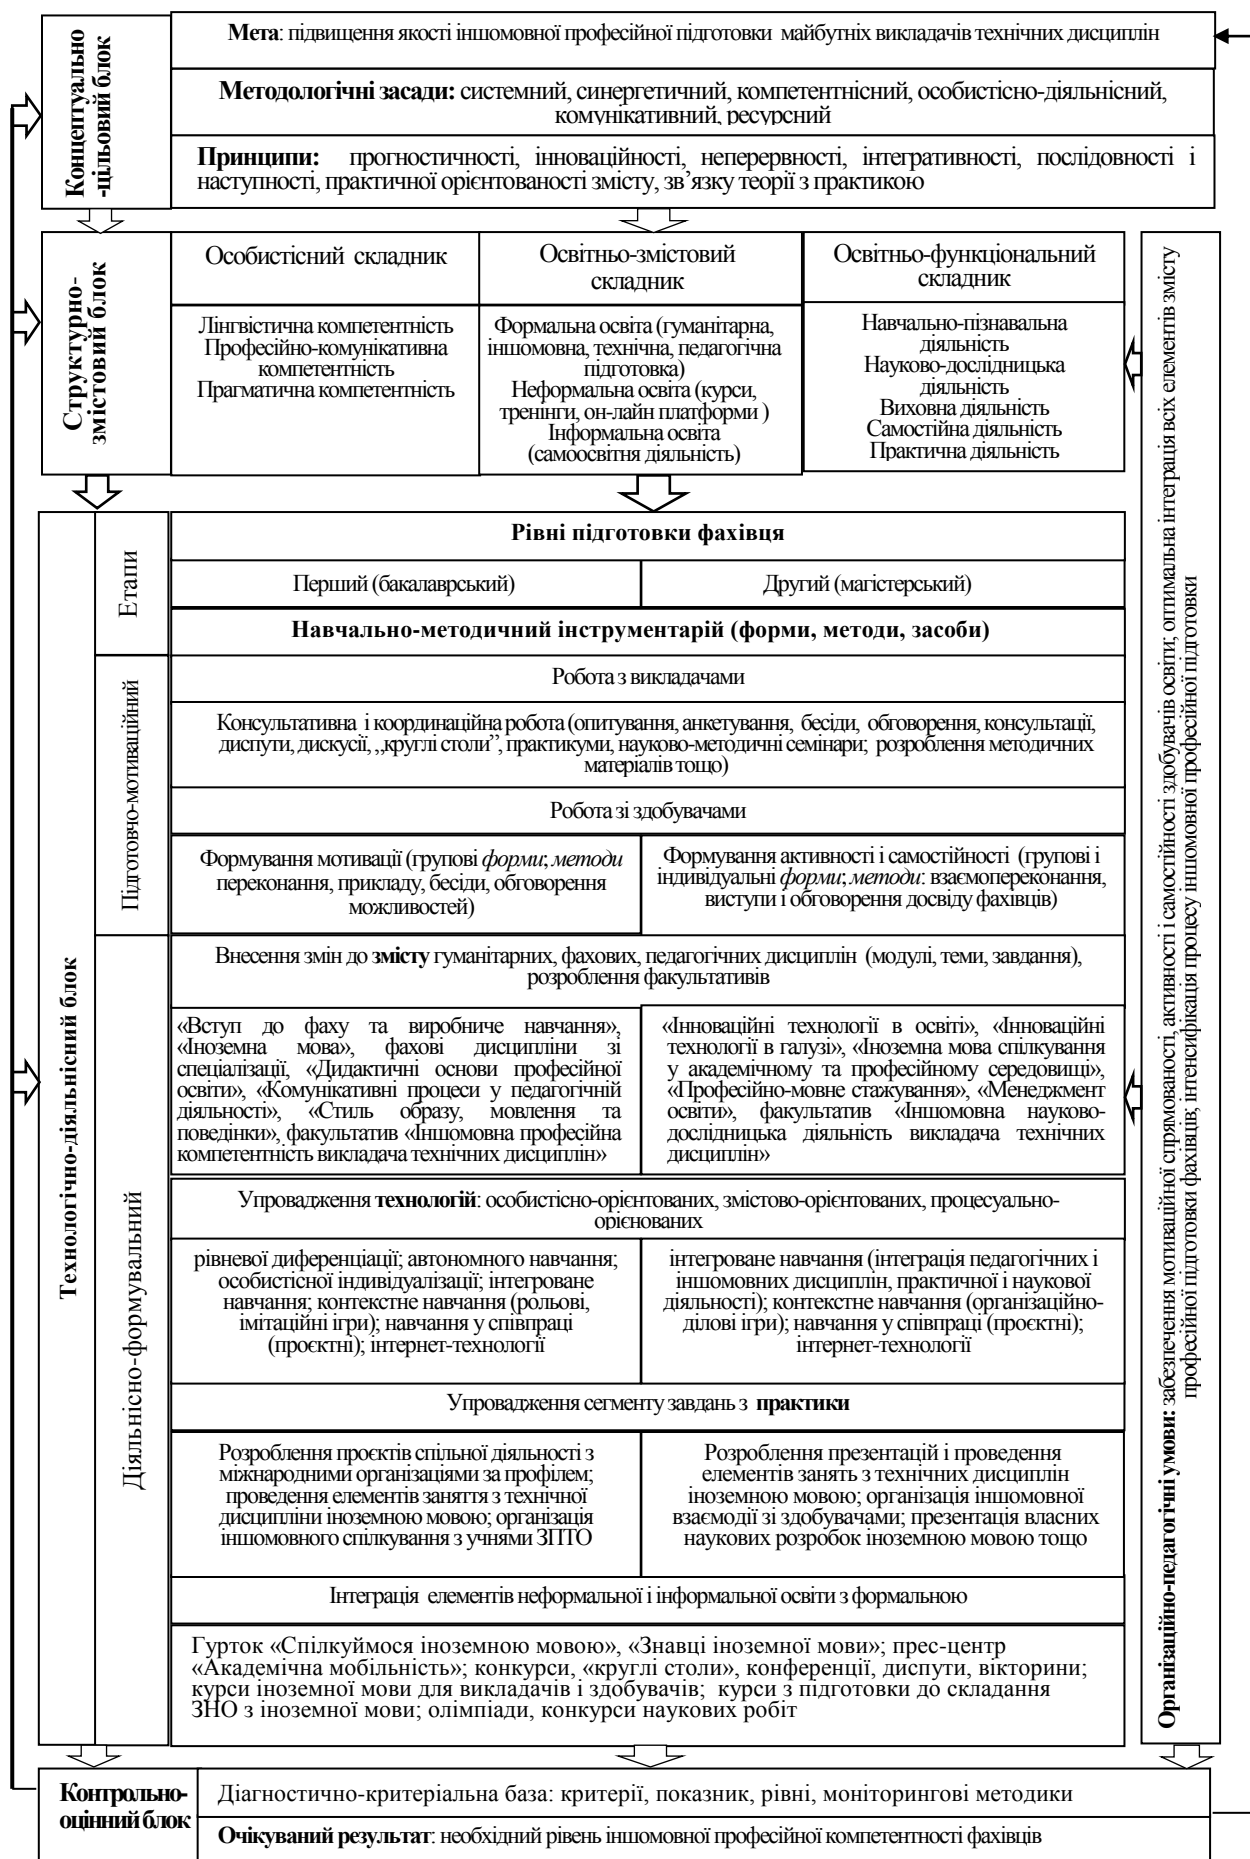 Концептуально
-цільовий блок
Мета: підвищення якості іншомовної професійної підготовки майбутніх викладачів технічних дисциплін
Методологічні засади: системний, синергетичний, компетентнісний, особистісно-діяльнісний,
комунікативний, ресурсний
Принципи: прогностичності, інноваційності, неперервності, інтегративності, послідовності і
наступності, практичної орієнтованості змісту, зв’язку теорії з практикою
Структурно-
змістовий блок
Особистісний складник
Лінгвістична компетентність
Професійно-комунікативна
компетентність
Прагматична компетентність
Освітньо-змістовий
складник
Формальна освіта (гуманітарна,
іншомовна, технічна, педагогічна
підготовка)
Неформальна освіта (курси,
тренінги, он-лайн платформи )
Інформальна освіта
(самоосвітня діяльність)
Освітньо-функціональний
складник
Навчально-пізнавальна
діяльність
Науково-дослідницька
діяльність
Виховна діяльність
Самостійна діяльність
Практична діяльність
Технологічно-діяльнісний блок
Етапи
Рівні підготовки фахівця
Перший (бакалаврський)
Другий (магістерський)
Навчально-методичний інструментарій (форми, методи, засоби)
Підготовчо-мотиваційний
Робота з викладачами
Консультативна і координаційна робота (опитування, анкетування, бесіди, обговорення, консультації,
диспути, дискусії, „круглі столи”, практикуми, науково-методичні семінари; розроблення методичних
матеріалів тощо)
Робота зі здобувачами
Формування мотивації (групові форми; методи
переконання, прикладу, бесіди, обговорення
можливостей)
Формування активності і самостійності (групові і
індивідуальні форми; методи: взаємопереконання,
виступи і обговорення досвіду фахівців)
Діяльнісно-формувальний
Внесення змін до змісту гуманітарних, фахових, педагогічних дисциплін (модулі, теми, завдання),
розроблення факультативів
«Вступ до фаху та виробниче навчання»,
«Іноземна мова», фахові дисципліни зі
спеціалізації, «Дидактичні основи професійної
освіти», «Комунікативні процеси у педагогічній
діяльності», «Стиль образу, мовлення та
поведінки», факультатив «Іншомовна професійна
компетентність викладача технічних дисциплін»
«Інноваційні технології в освіті», «Інноваційні
технології в галузі», «Іноземна мова спілкування
у академічному та професійному середовищі»,
«Професійно-мовне стажування», «Менеджмент
освіти», факультатив «Іншомовна науково-
дослідницька діяльність викладача технічних
дисциплін»
Упровадження технологій: особистісно-орієнтованих, змістово-орієнтованих, процесуально-
орієнованих
рівневої диференціації; автономного навчання;
особистісної індивідуалізації; інтегроване
навчання; контекстне навчання (рольові,
імітаційні ігри); навчання у співпраці
(проєктні); інтернет-технології
інтегроване навчання (інтеграція педагогічних і
іншомовних дисциплін, практичної і наукової
діяльності); контекстне навчання (організаційно-
ділові ігри); навчання у співпраці (проєктні);
інтернет-технології
Упровадження сегменту завдань з практики
Розроблення проєктів спільної діяльності з
міжнародними організаціями за профілем;
проведення елементів заняття з технічної
дисципліни іноземною мовою; організація
іншомовного спілкування з учнями ЗПТО
Розроблення презентацій і проведення
елементів занять з технічних дисциплін
іноземною мовою; організація іншомовної
взаємодії зі здобувачами; презентація власних
наукових розробок іноземною мовою тощо
Інтеграція елементів неформальної і інформальної освіти з формальною
Гурток «Спілкуймося іноземною мовою», «Знавці іноземної мови»; прес-центр
«Академічна мобільність»; конкурси, «круглі столи», конференції, диспути, вікторини;
курси іноземної мови для викладачів і здобувачів; курси з підготовки до складання
ЗНО з іноземної мови; олімпіади, конкурси наукових робіт
Організаційно-педагогічні умови: забезпечення мотиваційної спрямованості, активності і самостійності здобувачів освіти; оптимальна інтеграція всіх елементів змісту
професійної підготовки фахівців; інтенсифікація процесу іншомовної професійної підготовки
Контрольно-
оцінний блок
Діагностично-критеріальна база: критерії, показник, рівні, моніторингові методики
Очікуваний результат: необхідний рівень іншомовної професійної компетентності фахівців